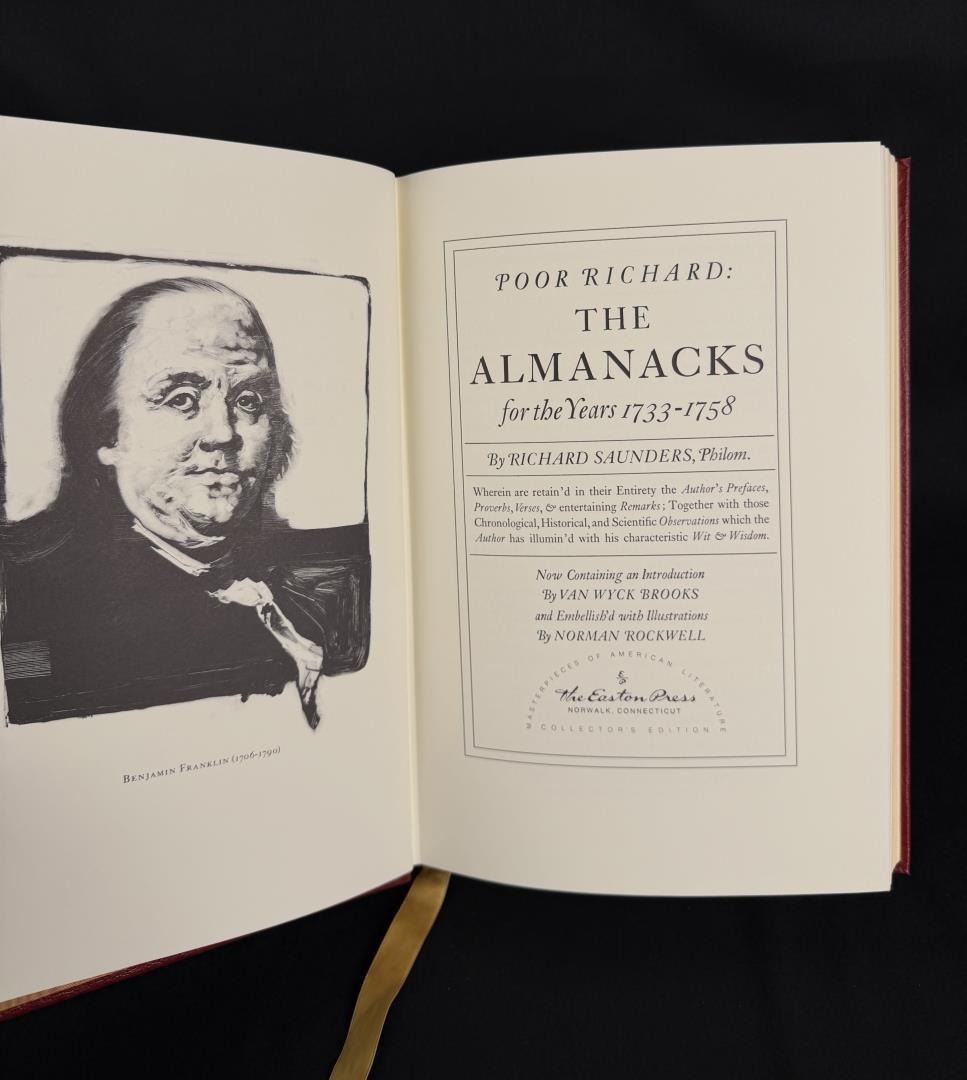 BENJAMIN FRANKLIN (1706-1790)
POOR RICHARD:
THE
ALMANACKS
for the Years 1733-1758
By RICHARD SAUNDERS, Philom.
Wherein are retain'd in their Entirety the Author's Prefaces,
Proverbs, Verses, & entertaining Remarks; Together with those
Chronological, Historical, and Scientific Observations which the
Author has illumin'd with his characteristic Wit & Wisdom.
Now Containing an Introduction
By VAN WYCK BROOKS
and Embellish'd with Illustrations
By NORMAN ROCKWELL
MASTERPIECES OF AMERICAN LITERATURE
The Easton Press
NORWALK, CONNECTICUT
COLLECTOR'S EDITION